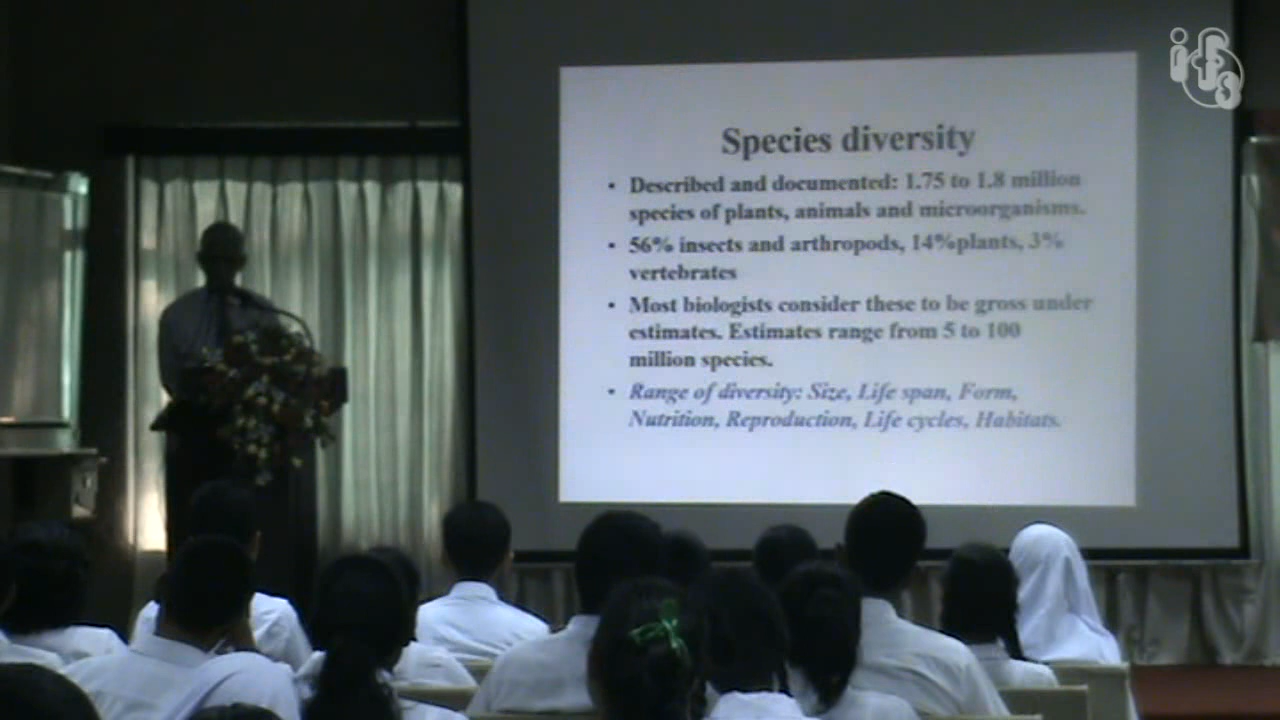 Species diversity
• Described and documented: 1.75 to 1.8 million
species of plants, animals and microorganisms.
• 56% insects and arthropods, 14%plants, 3%
vertebrates
• Most biologists consider these to be gross under
estimates. Estimates range from 5 to 100
million species.
• Range of diversity: Size, Life span, Form,
Nutrition, Reproduction, Life cycles, Habitats.